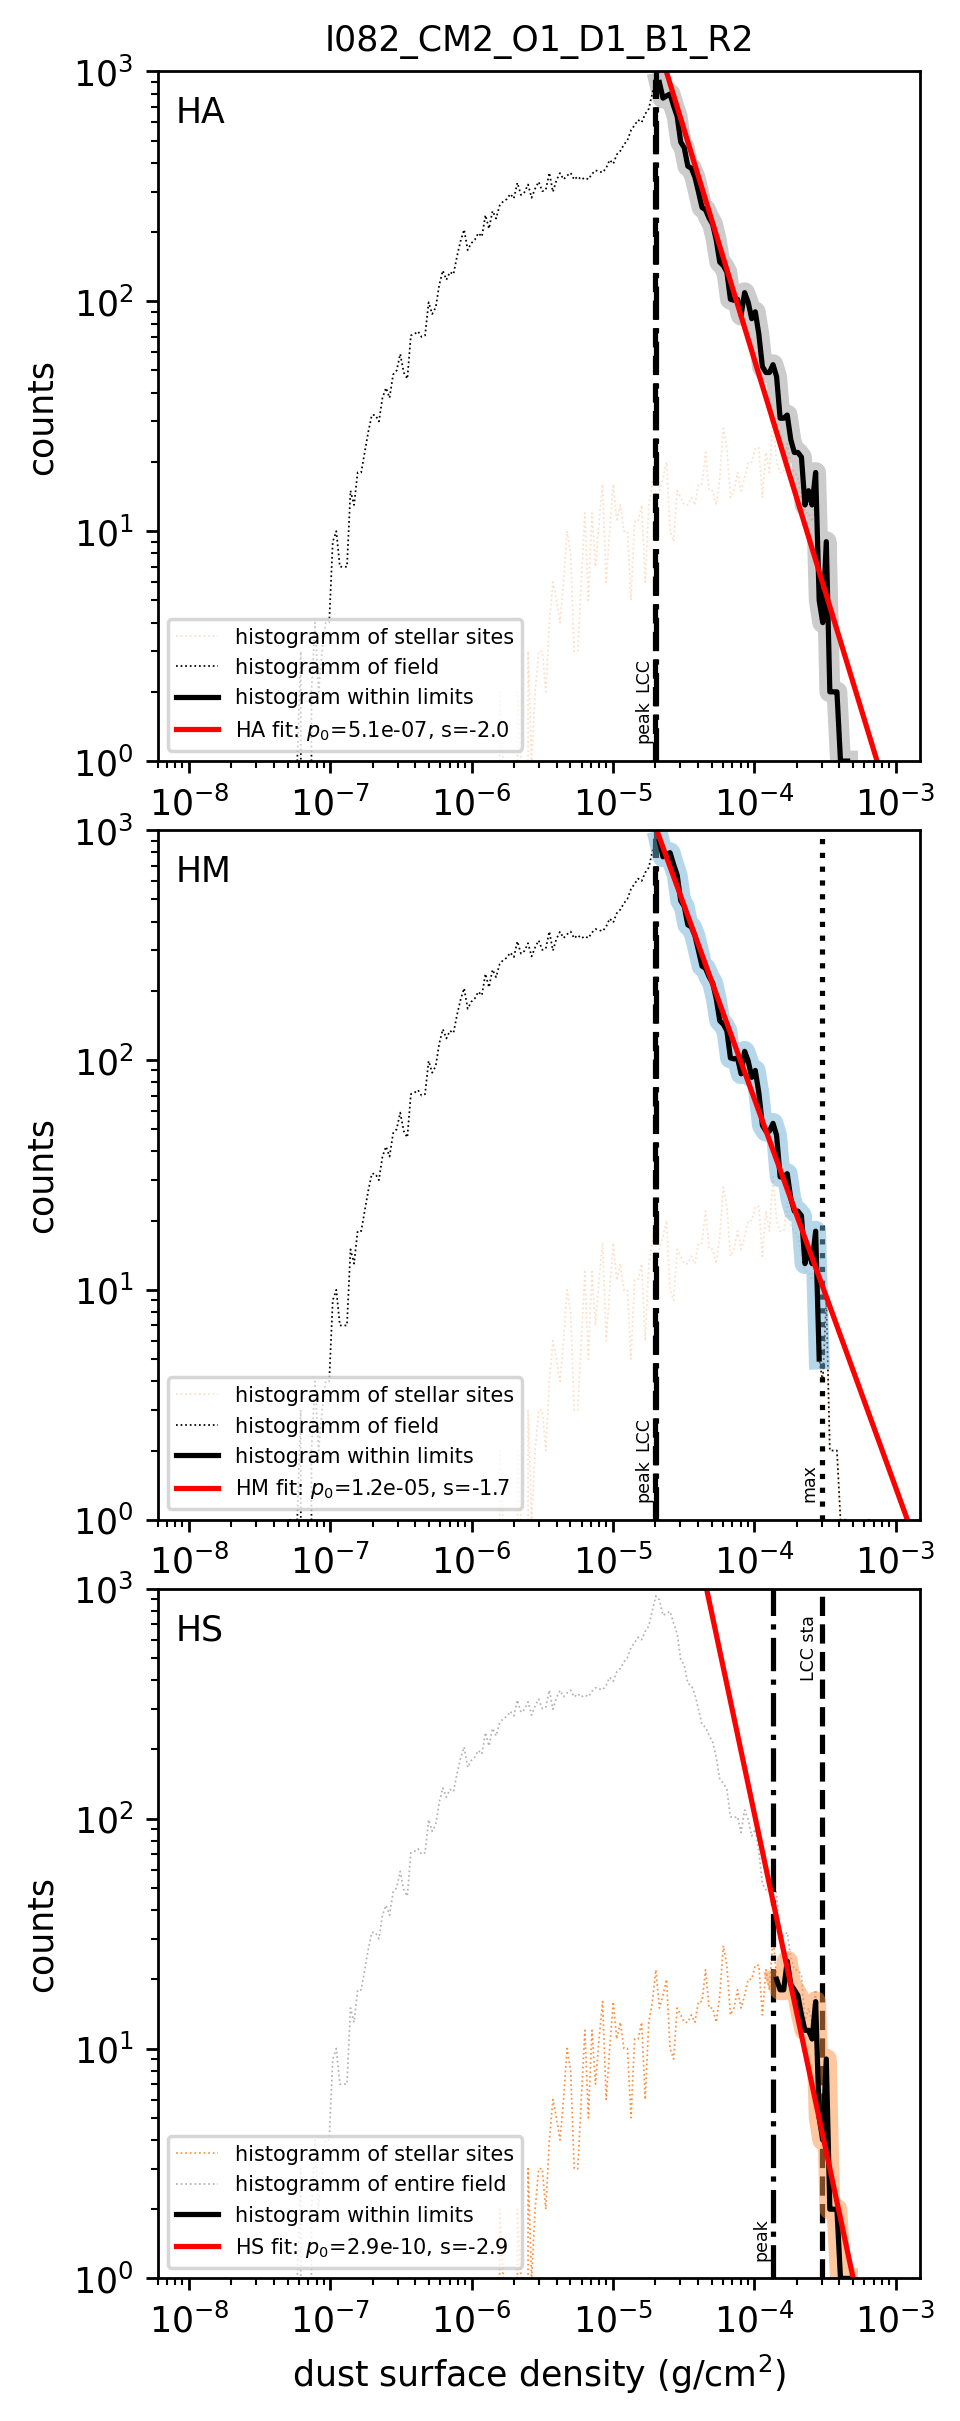 I082_CM2_O1_D1_B1_R2
HA
counts
10³
10²
10¹
10⁰
peak LCC
histogramm of stellar sites
histogramm of field
histogram within limits
HA fit: p₀=5.1e-07, s=-2.0
10⁻⁸ 10⁻⁷ 10⁻⁶ 10⁻⁵ 10⁻⁴ 10⁻³
HM
counts
10³
10²
10¹
10⁰
peak LCC
max
histogramm of stellar sites
histogramm of field
histogram within limits
HM fit: p₀=1.2e-05, s=-1.7
10⁻⁸ 10⁻⁷ 10⁻⁶ 10⁻⁵ 10⁻⁴ 10⁻³
HS
counts
10³
10²
10¹
10⁰
LCC sta
peak
histogramm of stellar sites
histogramm of entire field
histogram within limits
HS fit: p₀=2.9e-10, s=-2.9
10⁻⁸ 10⁻⁷ 10⁻⁶ 10⁻⁵ 10⁻⁴ 10⁻³
dust surface density (g/cm²)